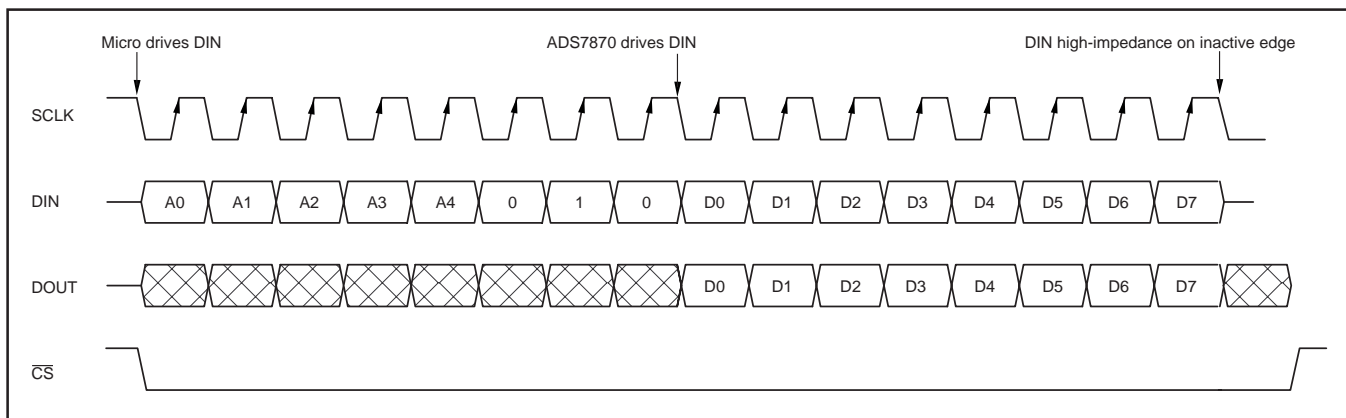 Micro drives DIN ADS7870 drives DIN DIN high-impedance on inactive edge
SCLK
DIN A0 A1 A2 A3 A4 0 1 0 D0 D1 D2 D3 D4 D5 D6 D7
DOUT D0 D1 D2 D3 D4 D5 D6 D7
CS